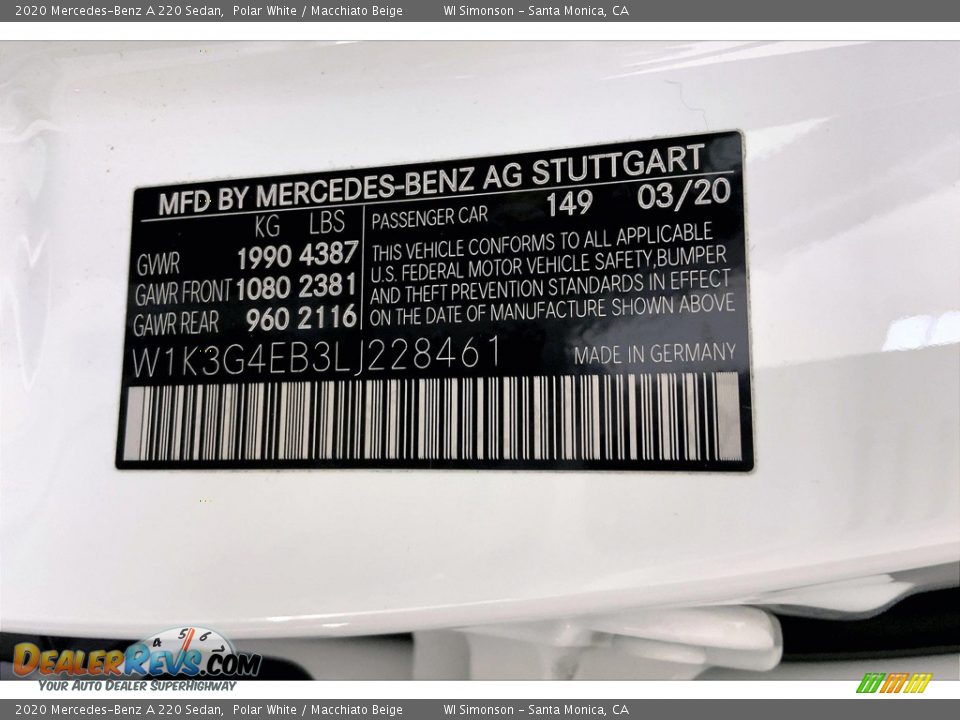 2020 Mercedes-Benz A 220 Sedan, Polar White / Macchiato Beige WI Simonson - Santa Monica, CA
MFD BY MERCEDES-BENZ AG STUTTGART
KG LBS
GVWR 1990 4387
GAWR FRONT 1080 2381
GAWR REAR 960 2116
PASSENGER CAR 149 03/20
THIS VEHICLE CONFORMS TO ALL APPLICABLE
U.S. FEDERAL MOTOR VEHICLE SAFETY,BUMPER
AND THEFT PREVENTION STANDARDS IN EFFECT
ON THE DATE OF MANUFACTURE SHOWN ABOVE
W1K3G4EB3LJ228461 MADE IN GERMANY
4 5 6 7
DEALERREVS.COM
YOUR AUTO DEALER SUPERHIGHWAY
2020 Mercedes-Benz A 220 Sedan, Polar White / Macchiato Beige WI Simonson - Santa Monica, CA